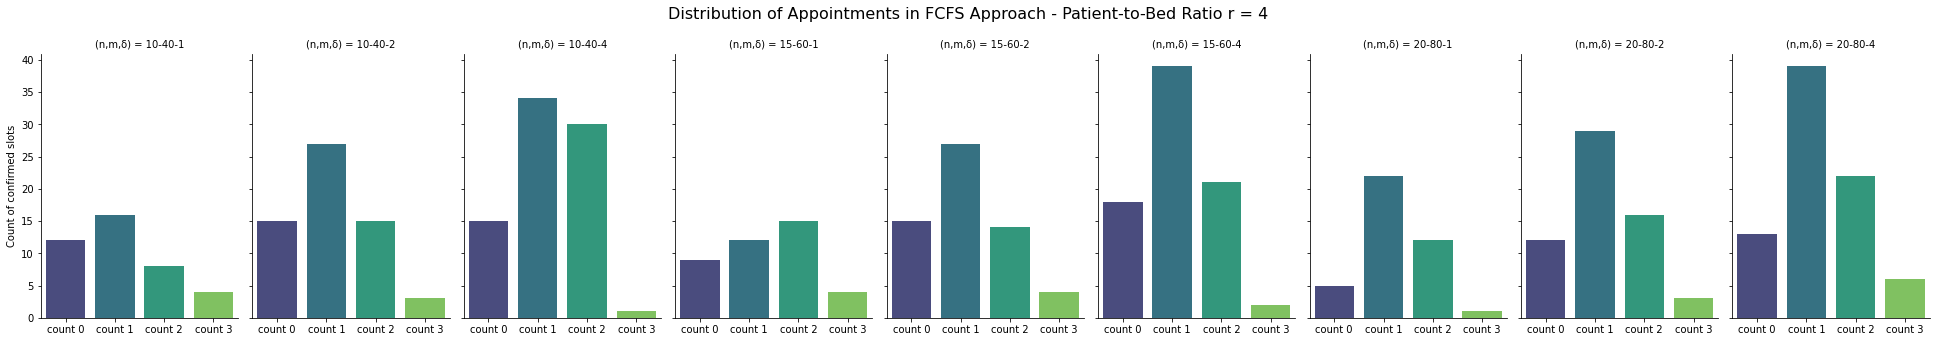 Distribution of Appointments in FCFS Approach - Patient-to-Bed Ratio r = 4
(n,m,δ) = 10-40-1
(n,m,δ) = 10-40-2
(n,m,δ) = 10-40-4
(n,m,δ) = 15-60-1
(n,m,δ) = 15-60-2
(n,m,δ) = 15-60-4
(n,m,δ) = 20-80-1
(n,m,δ) = 20-80-2
(n,m,δ) = 20-80-4
Count of confirmed slots
40
35
30
25
20
15
10
5
0
count 0 count 1 count 2 count 3
count 0 count 1 count 2 count 3
count 0 count 1 count 2 count 3
count 0 count 1 count 2 count 3
count 0 count 1 count 2 count 3
count 0 count 1 count 2 count 3
count 0 count 1 count 2 count 3
count 0 count 1 count 2 count 3
count 0 count 1 count 2 count 3